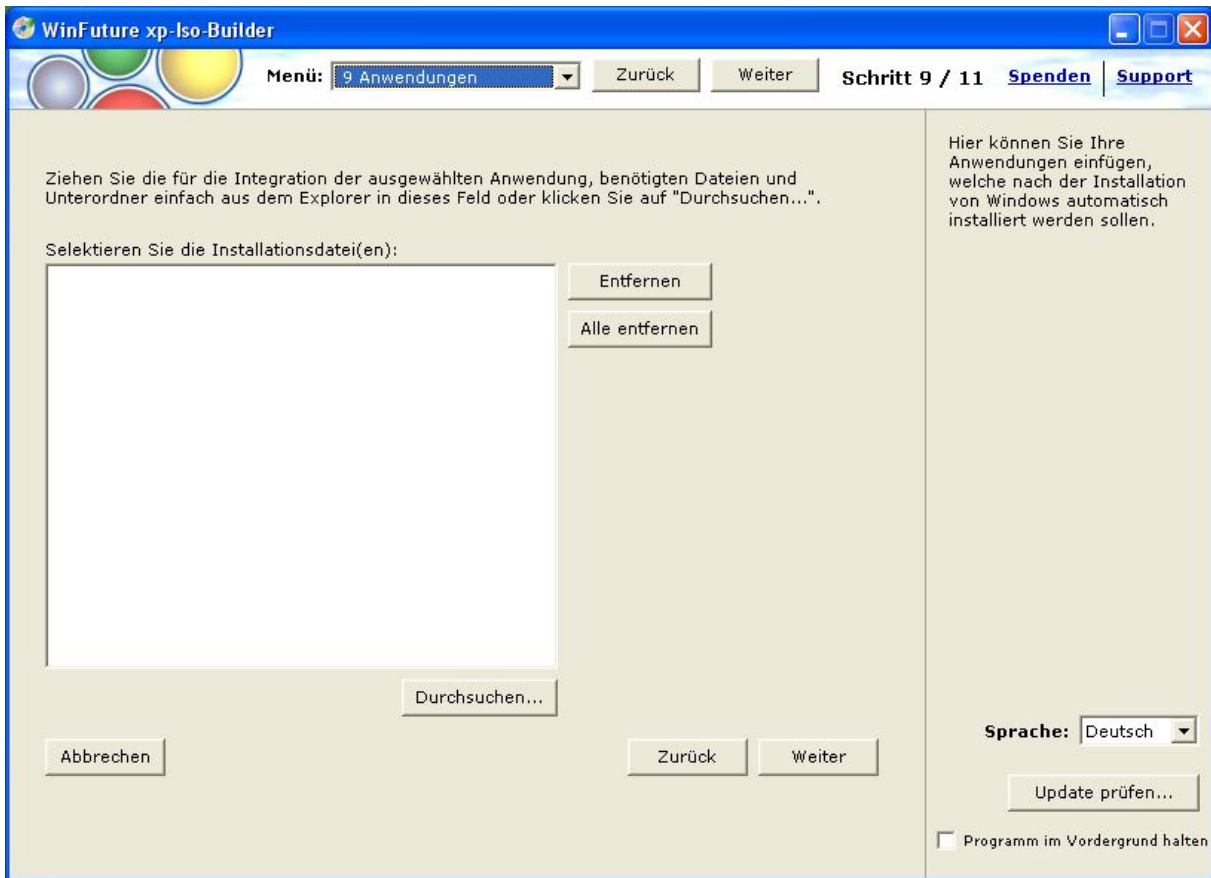 WinFuture xp-Iso-Builder
Menü: 9 Anwendungen Zurück Weiter Schritt 9 / 11 Spenden Support
Ziehen Sie die für die Integration der ausgewählten Anwendung, benötigten Dateien und
Unterordner einfach aus dem Explorer in dieses Feld oder klicken Sie auf "Durchsuchen...".
Selektieren Sie die Installationsdatei(en):
Entfernen
Alle entfernen
Durchsuchen...
Abbrechen Zurück Weiter
Hier können Sie Ihre
Anwendungen einfügen,
welche nach der Installation
von Windows automatisch
installiert werden sollen.
Sprache: Deutsch
Update prüfen...
Programm im Vordergrund halten